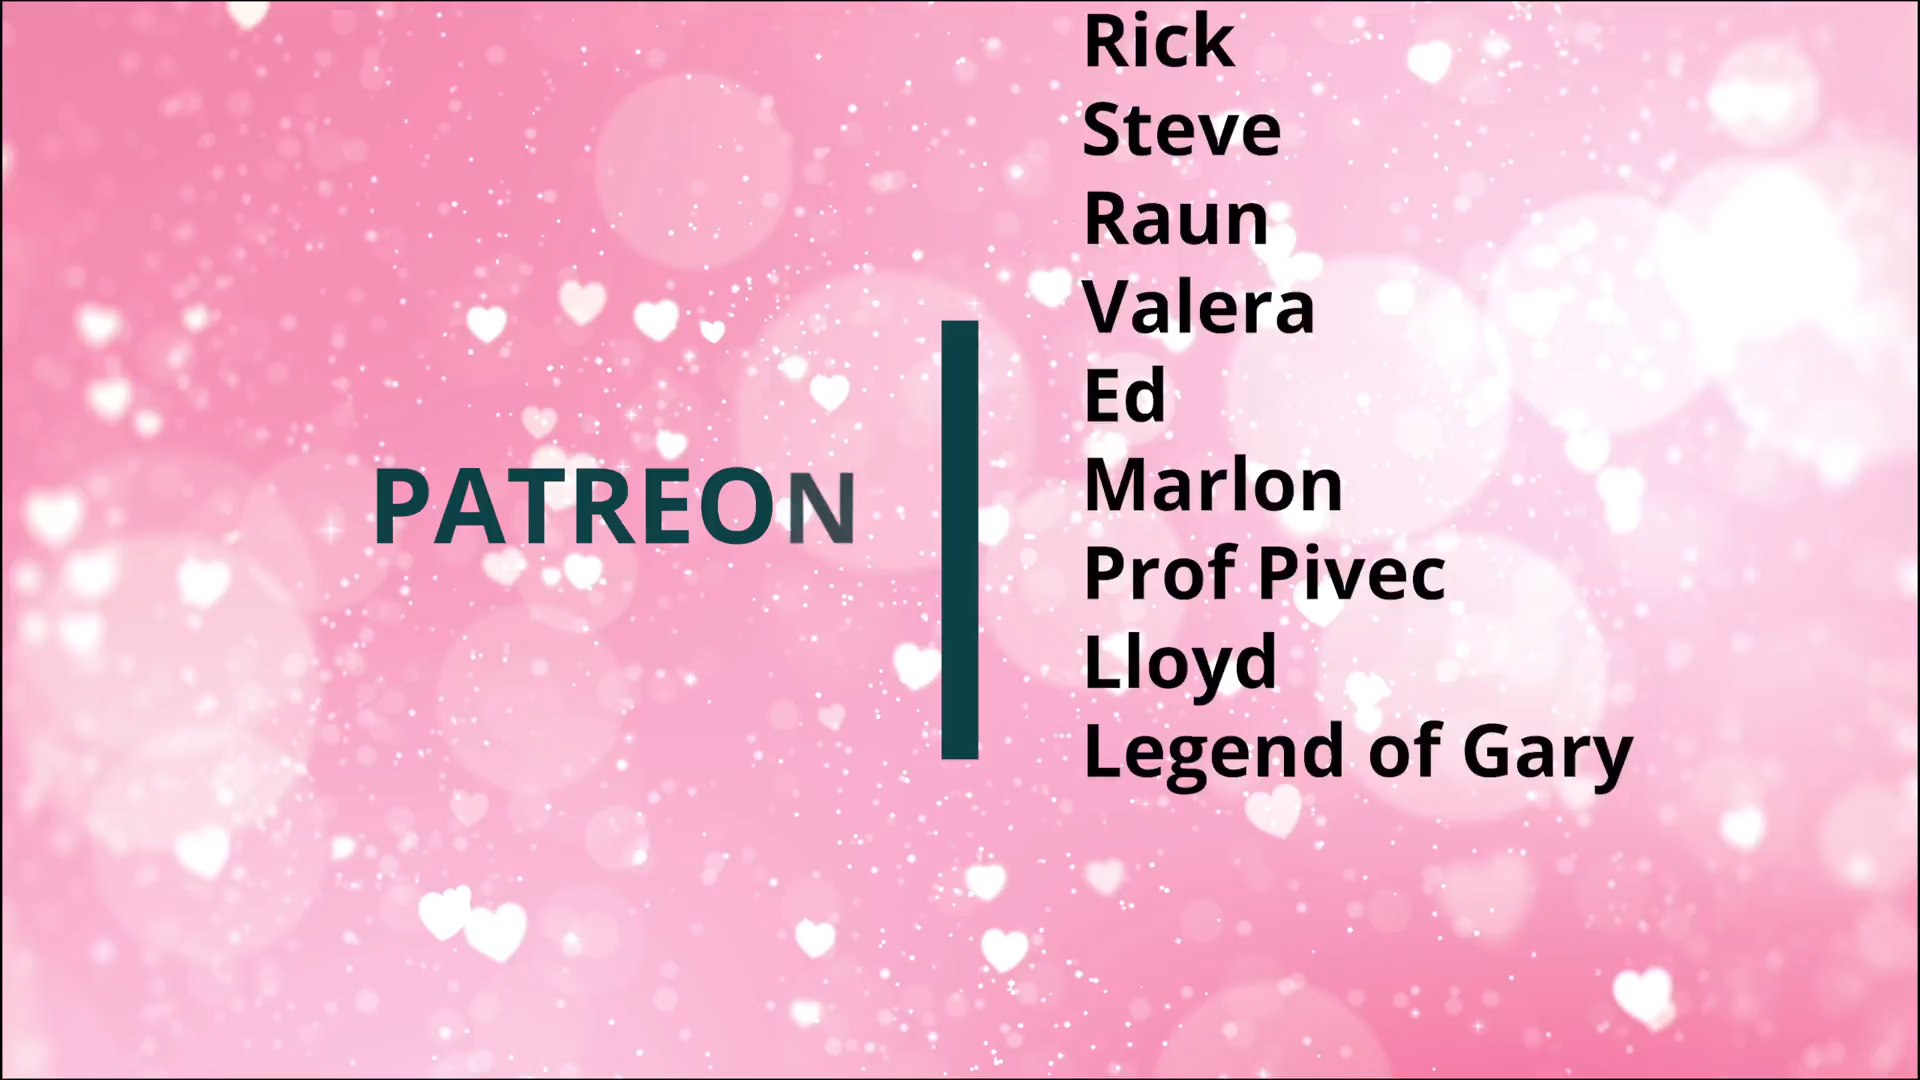 PATREON
Rick
Steve
Raun
Valera
Ed
Marlon
Prof Pivec
Lloyd
Legend of Gary